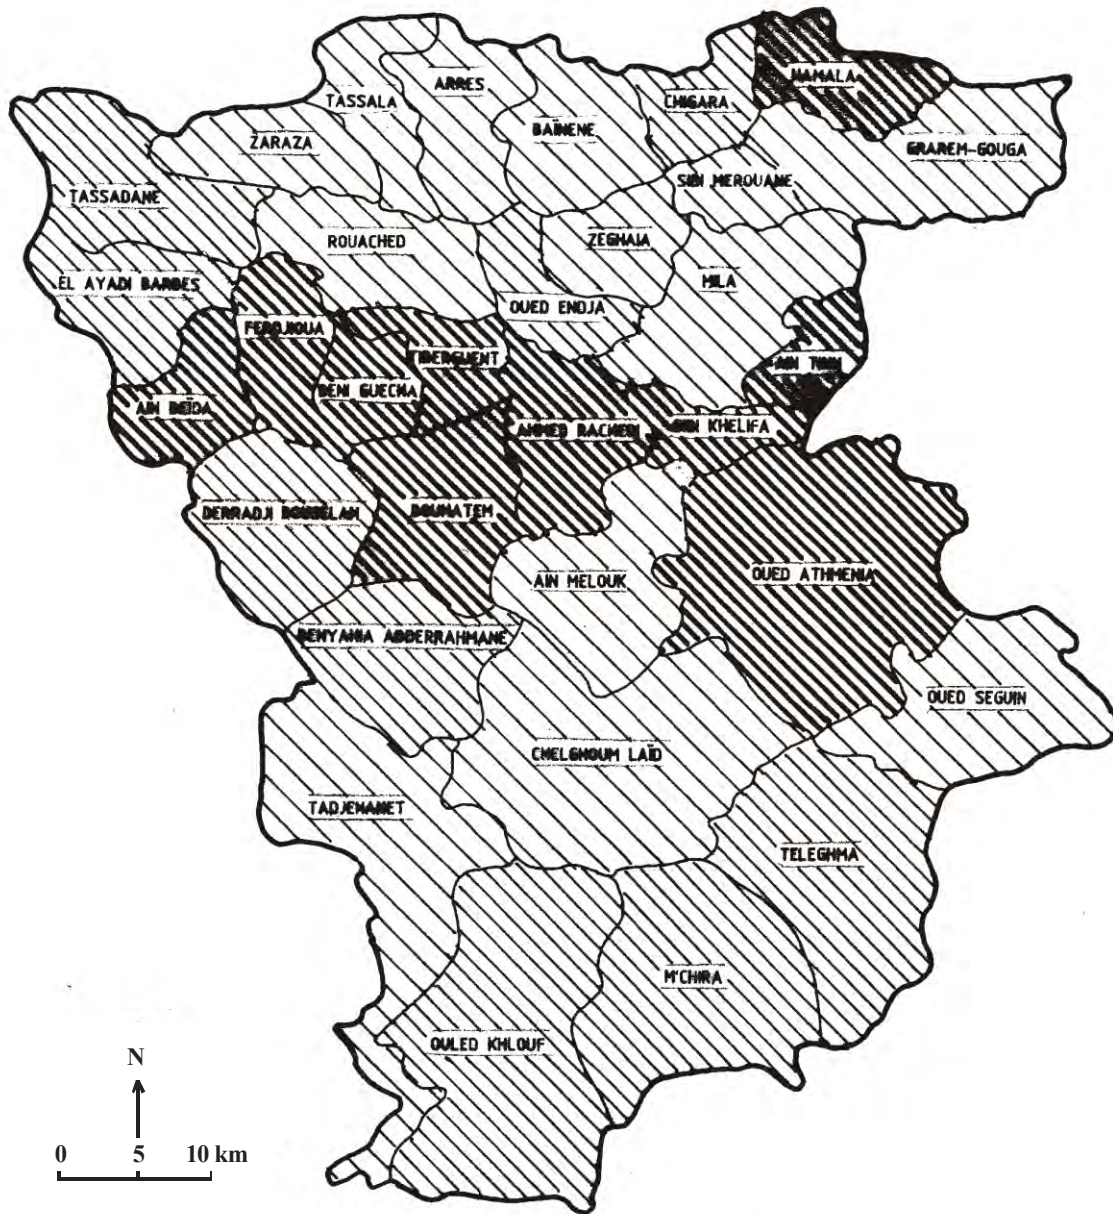 HAMALA
ARRES
TASSALA
CHIGARA
BAÏNENE
ZARAZA
GRAREM-GOUGA
SIDI MEROUANE
TASSADANE
ROUACHED
ZEGHAIA
EL AYADI BARBES
MILA
OUED ENDJA
FERDJIOUA
TIBERGUENT
AIN TINN
BENI GUECHA
AIN BEÏDA
AHMED RACHEDI
SIDI KHELIFA
DERRADJI BOUSSLAH
BOUHATEM
AIN MELOUK
OUED ATHMENIA
BENYAHIA ABDERRAHMANE
OUED SEGUIN
CHELGHOUM LAÏD
TADJENANET
TELEGHMA
M'CHIRA
OULED KHLOUF
N
0 5 10 km